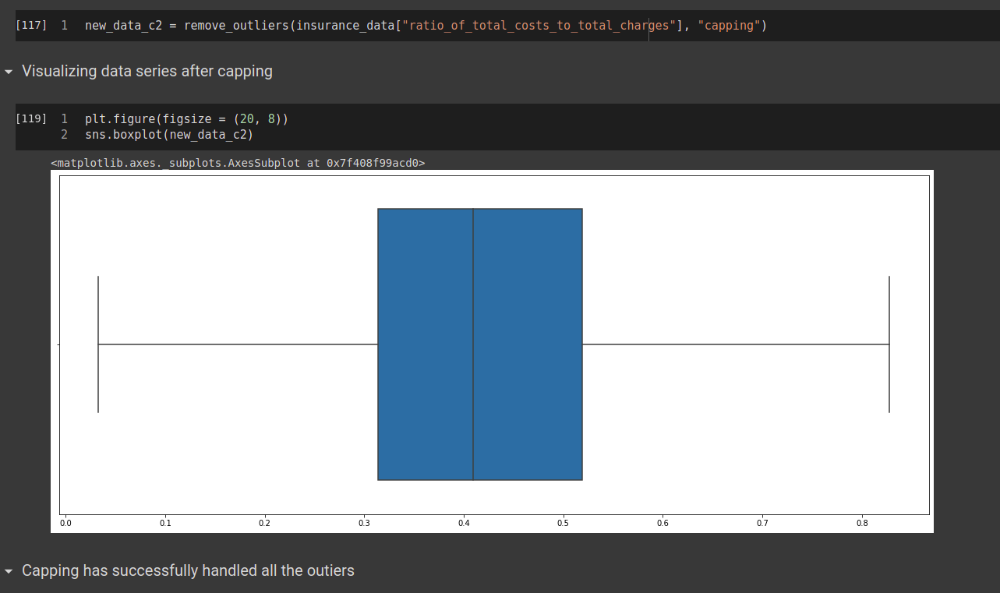 [117] 1 new_data_c2 = remove_outliers(insurance_data["ratio_of_total_costs_to_total_charges"], "capping")
Visualizing data series after capping
[119] 1 plt.figure(figsize = (20, 8))
2 sns.boxplot(new_data_c2)
<matplotlib.axes._subplots.AxesSubplot at 0x7f408f99acd0>
0.0 0.1 0.2 0.3 0.4 0.5 0.6 0.7 0.8
Capping has successfully handled all the outiers